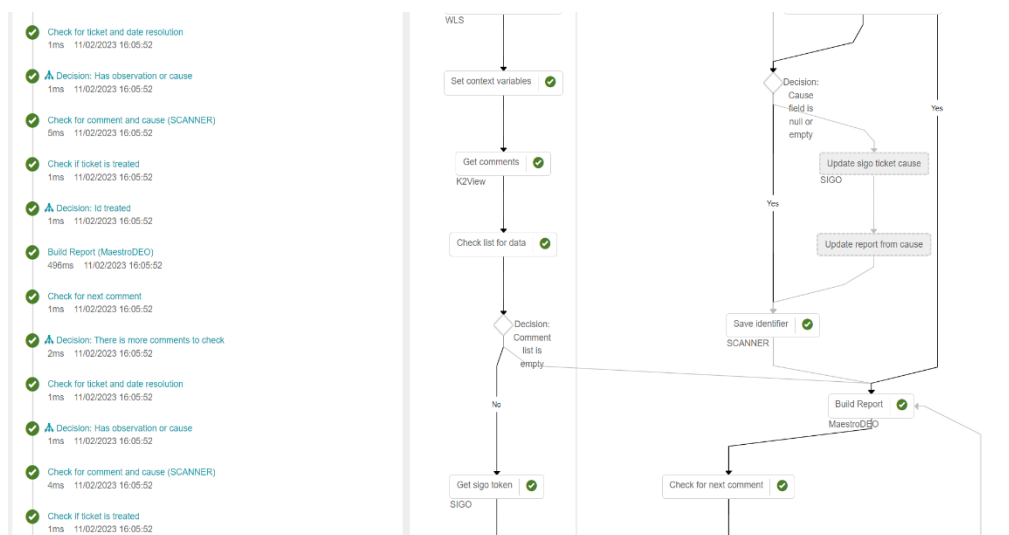 Check for ticket and date resolution
1ms 11/02/2023 16:05:52
Decision: Has observation or cause
1ms 11/02/2023 16:05:52
Check for comment and cause (SCANNER)
5ms 11/02/2023 16:05:52
Check if ticket is treated
1ms 11/02/2023 16:05:52
Decision: Id treated
1ms 11/02/2023 16:05:52
Build Report (MaestroDEO)
496ms 11/02/2023 16:05:52
Check for next comment
1ms 11/02/2023 16:05:52
Decision: There is more comments to check
2ms 11/02/2023 16:05:52
Check for ticket and date resolution
1ms 11/02/2023 16:05:52
Decision: Has observation or cause
1ms 11/02/2023 16:05:52
Check for comment and cause (SCANNER)
4ms 11/02/2023 16:05:52
Check if ticket is treated
1ms 11/02/2023 16:05:52
WLS
Set context variables
Get comments
K2View
Check list for data
Decision:
Comment
list is
empty
No
Get sigo token
SIGO
Decision:
Cause
field is
null or
empty
Yes
Update sigo ticket cause
SIGO
Yes
Update report from cause
Save identifier
SCANNER
Build Report
MaestroDEO
Check for next comment